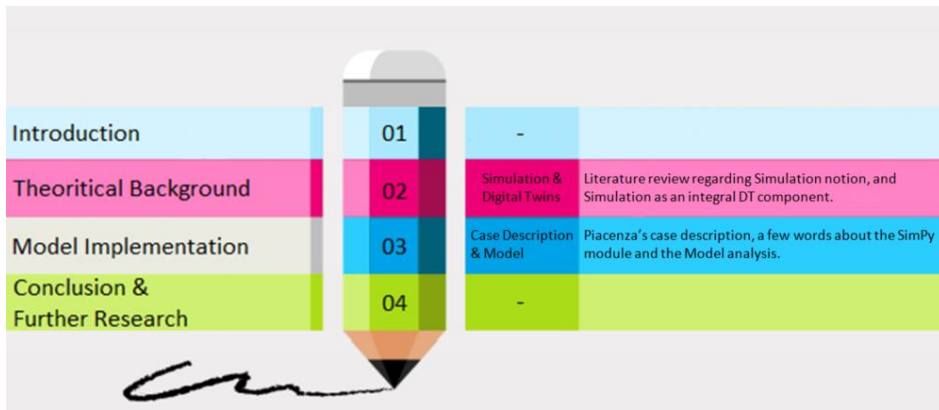 Introduction
01
-
Theoritical Background
02
Simulation &
Digital Twins
Literature review regarding Simulation notion, and
Simulation as an integral DT component.
Model Implementation
03
Case Description
& Model
Piacenza's case description, a few words about the SimPy
module and the Model analysis.
Conclusion &
Further Research
04
-